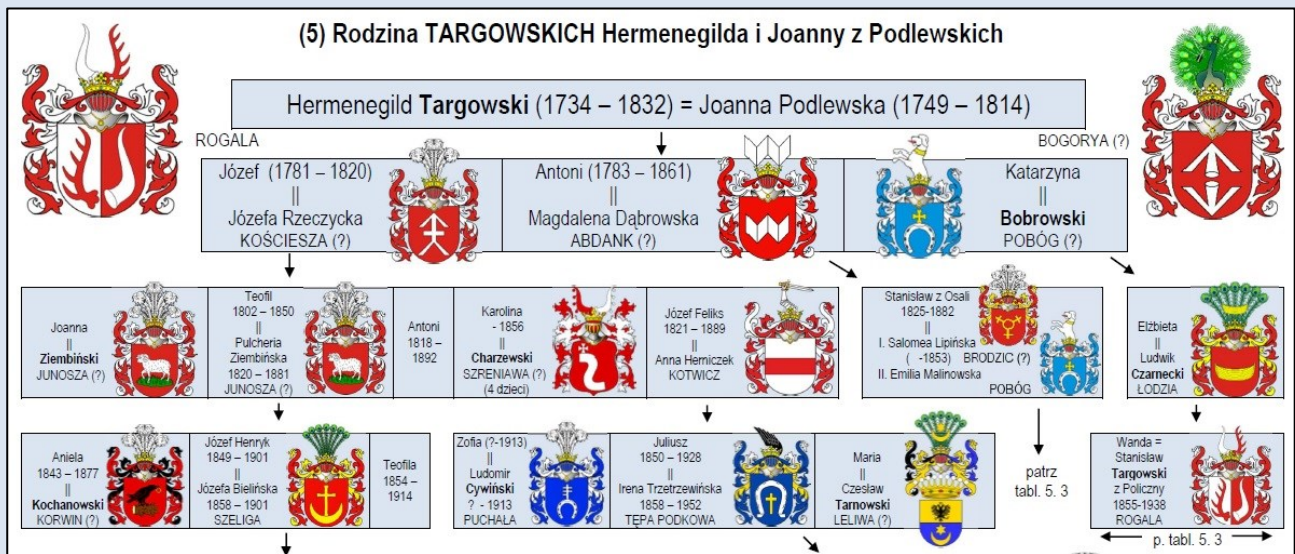 (5) Rodzina TARGOWSKICH Hermenegilda i Joanny z Podlewskich
Hermenegild Targowski (1734 – 1832) = Joanna Podlewska (1749 – 1814)
ROGALA
BOGORYA (?)
Józef (1781 – 1820)
||
Józefa Rzeczycka
KOŚCIESZA (?)
Antoni (1783 – 1861)
||
Magdalena Dąbrowska
ABDANK (?)
Katarzyna
||
Bobrowski
POBÓG (?)
Joanna
||
Ziembiński
JUNOSZA (?)
Teofil
1802 – 1850
||
Pulcheria
Ziembińska
1820 – 1881
JUNOSZA (?)
Antoni
1818 –
1892
Karolina
- 1856
||
Charzewski
SZRENIAWA (?)
(4 dzieci)
Józef Feliks
1821 – 1889
||
Anna Herniczek
KOTWICZ
Stanisław z Osali
1825-1882
||
I. Salomea Lipińska
( -1853) BRODZIC (?)
II. Emilia Malinowska
POBÓG
Elżbieta
||
Ludwik
Czarnecki
ŁODZIA
Aniela
1843 – 1877
||
Kochanowski
KORWIN (?)
Józef Henryk
1849 – 1901
||
Józefa Bielińska
1858 – 1901
SZELIGA
Teofila
1854 –
1914
Zofia (?-1913)
||
Ludomir
Cywiński
? - 1913
PUCHAŁA
Juliusz
1850 – 1928
||
Irena Trzetrzewińska
1858 – 1952
TĘPA PODKOWA
Maria
||
Czesław
Tarnowski
LELIWA (?)
patrz
tabl. 5. 3
Wanda =
Stanisław
Targowski
z Policzny
1855-1938
ROGALA
p. tabl. 5. 3